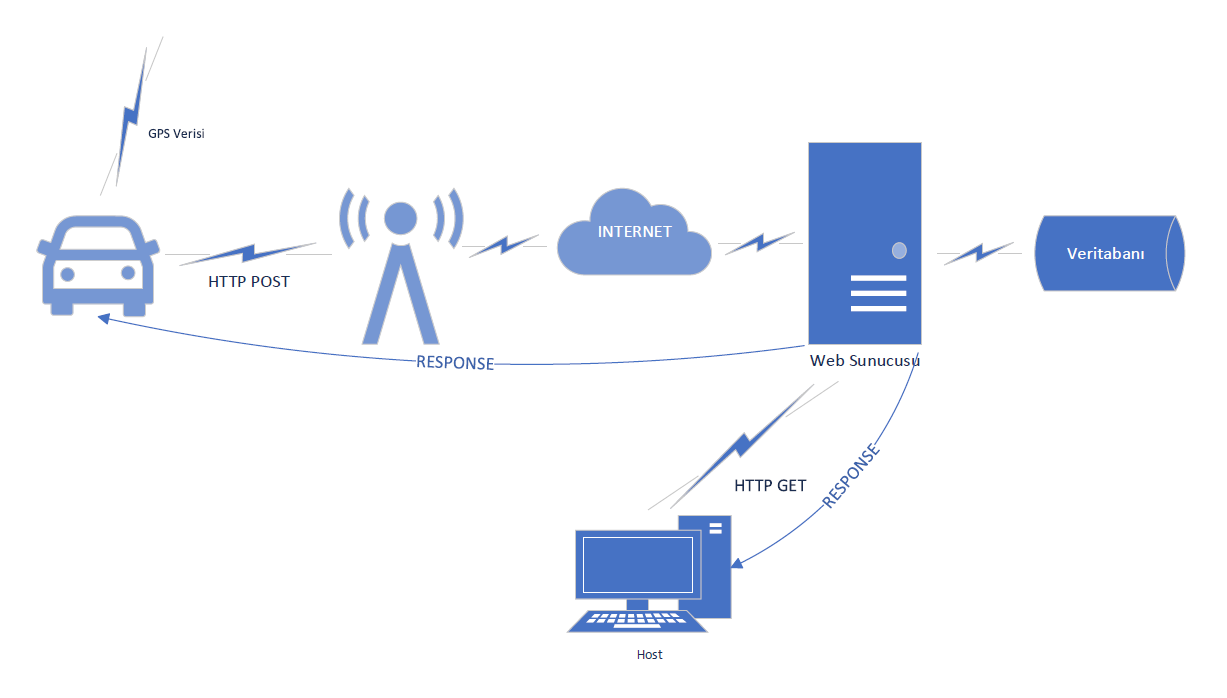 GPS Verisi
INTERNET
Veritabanı
HTTP POST
RESPONSE
Web Sunucusu
RESPONSE
HTTP GET
Host